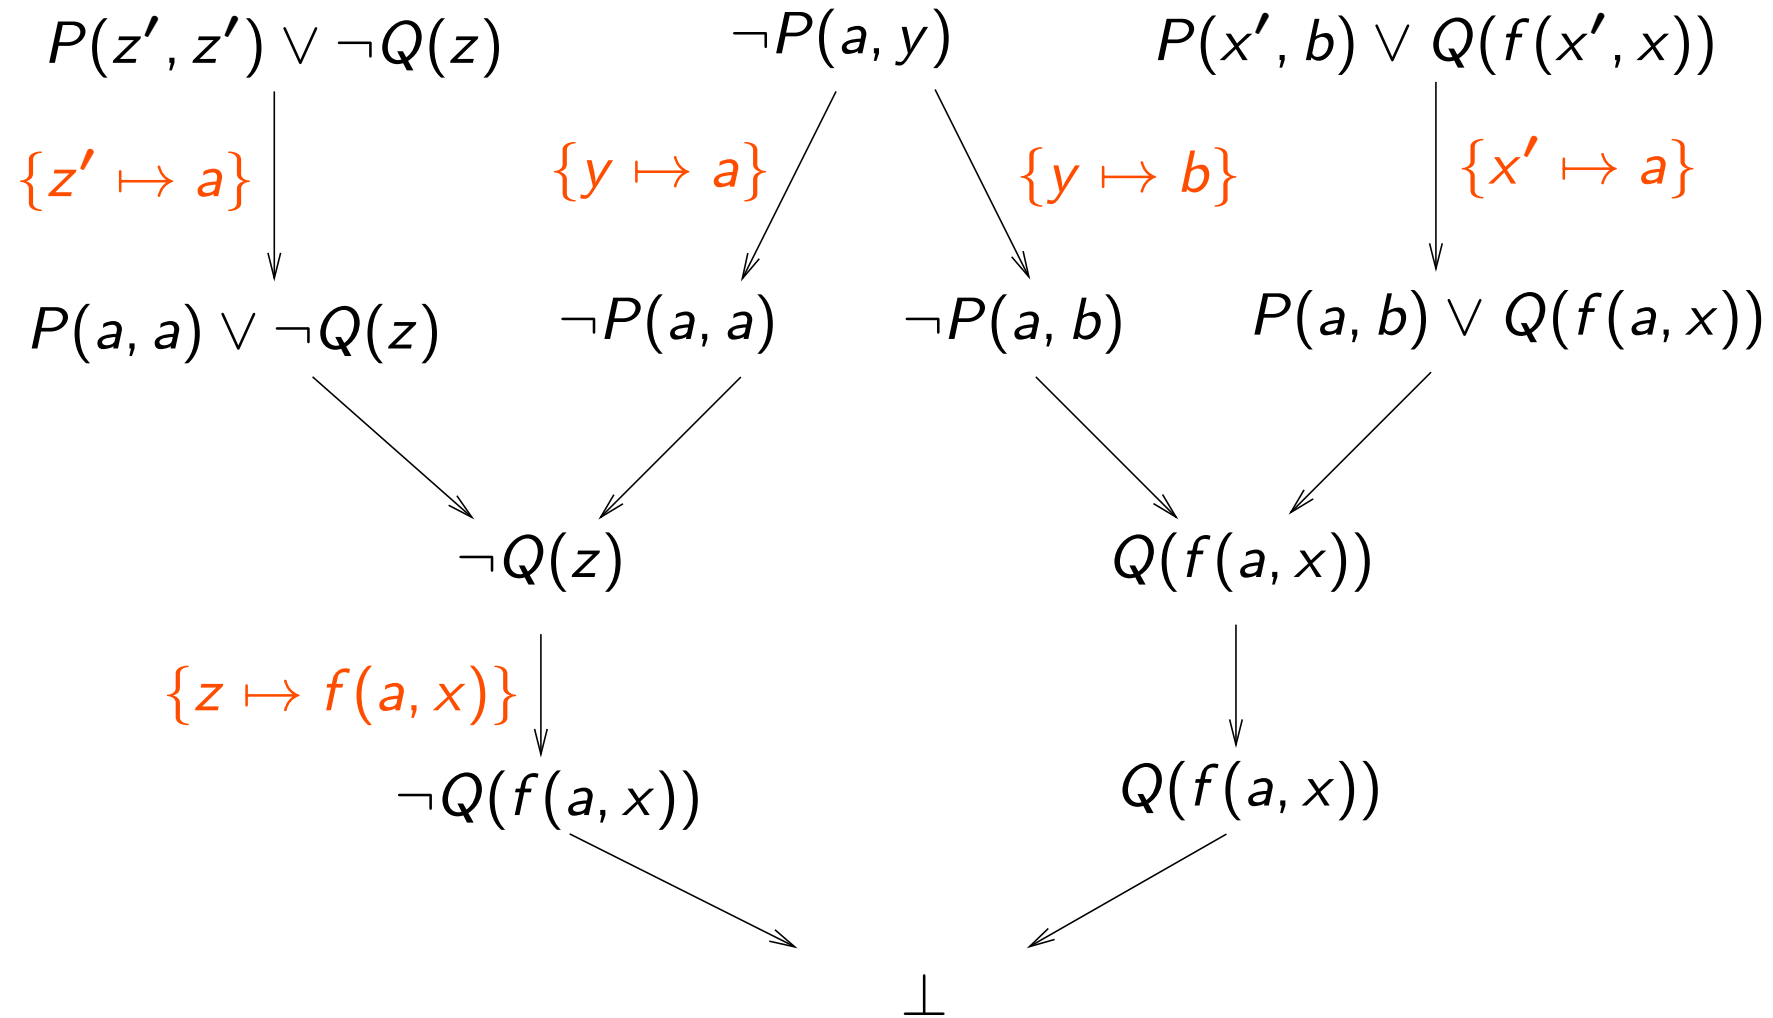 P(z′, z′) ∨ ¬Q(z) ¬P(a, y) P(x′, b) ∨ Q(f(x′, x))
{z′ ↦ a} {y ↦ a} {y ↦ b} {x′ ↦ a}
P(a, a) ∨ ¬Q(z) ¬P(a, a) ¬P(a, b) P(a, b) ∨ Q(f(a, x))
¬Q(z) Q(f(a, x))
{z ↦ f(a, x)}
¬Q(f(a, x)) Q(f(a, x))
⊥